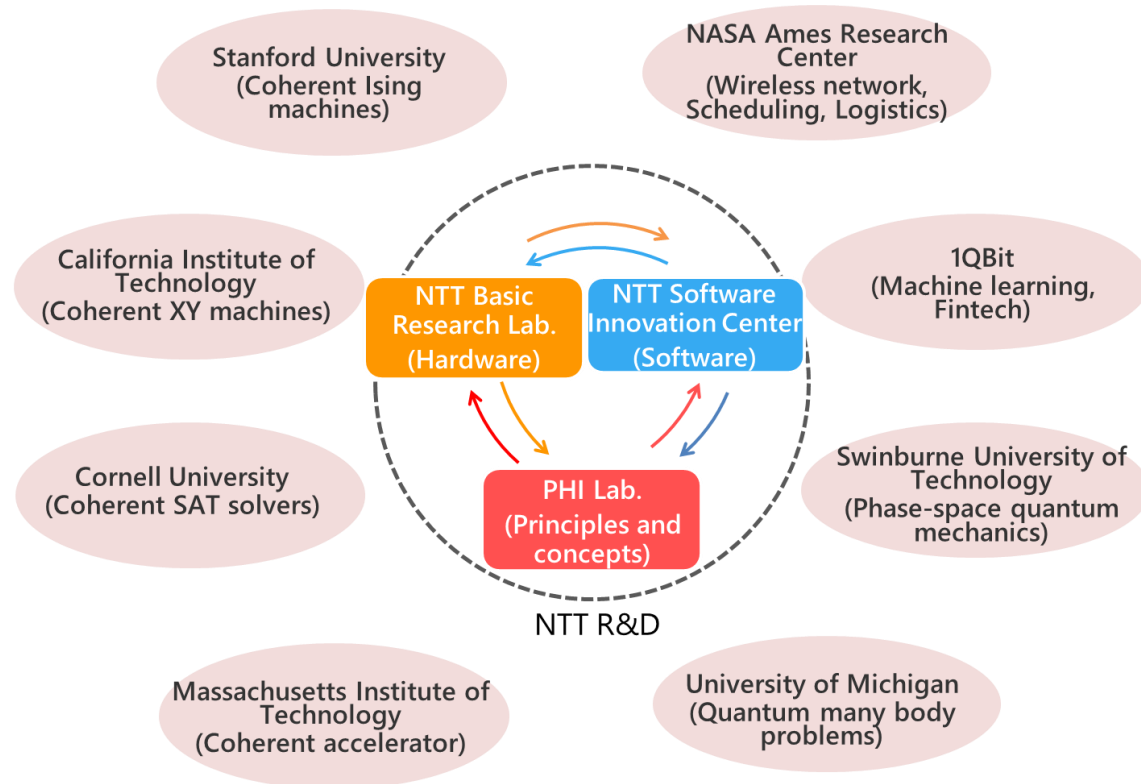 Stanford University
(Coherent Ising
machines)
NASA Ames Research
Center
(Wireless network,
Scheduling, Logistics)
California Institute of
Technology
(Coherent XY machines)
NTT Basic
Research Lab.
(Hardware)
NTT Software
Innovation Center
(Software)
1QBit
(Machine learning,
Fintech)
Cornell University
(Coherent SAT solvers)
PHI Lab.
(Principles and
concepts)
Swinburne University of
Technology
(Phase-space quantum
mechanics)
NTT R&D
Massachusetts Institute of
Technology
(Coherent accelerator)
University of Michigan
(Quantum many body
problems)